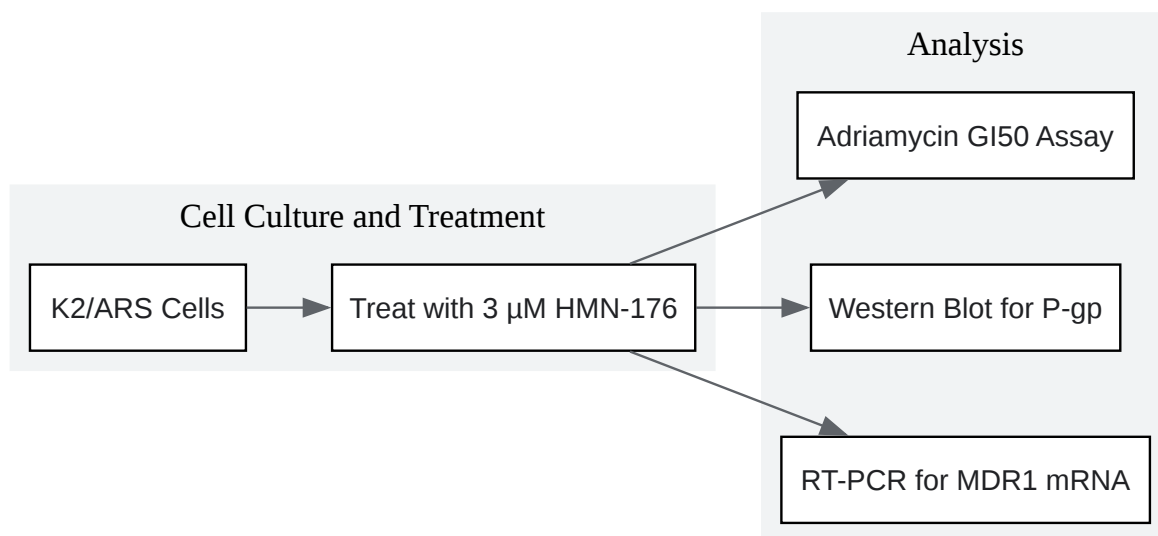 Cell Culture and Treatment
K2/ARS Cells
Treat with 3 µM HMN-176
Analysis
Adriamycin GI50 Assay
Western Blot for P-gp
RT-PCR for MDR1 mRNA